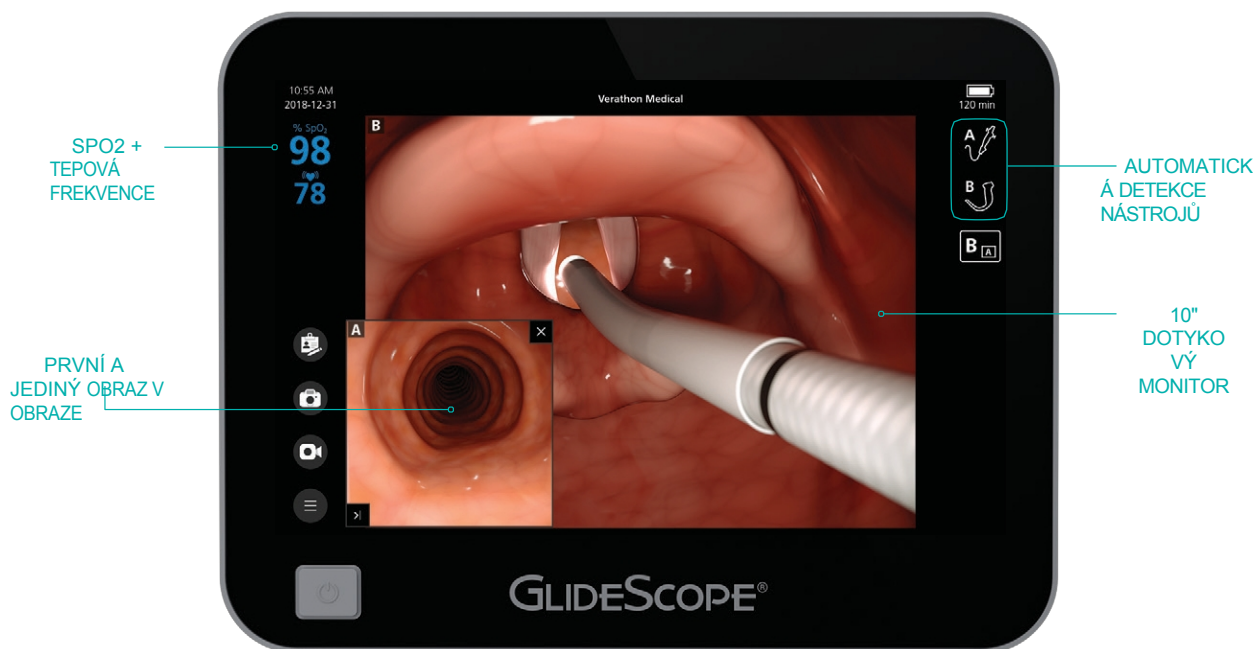 10:55 AM
2018-12-31
Verathon Medical
120 min
% SpO₂
98
78
SPO2 +
TEPOVÁ
FREKVENCE
B
A
B
AUTOMATICK
Á DETEKCE
NÁSTROJŮ
B A
10"
DOTYKO
VÝ
MONITOR
A
PRVNÍ A
JEDINÝ OBRAZ V
OBRAZE
GLIDESCOPE®